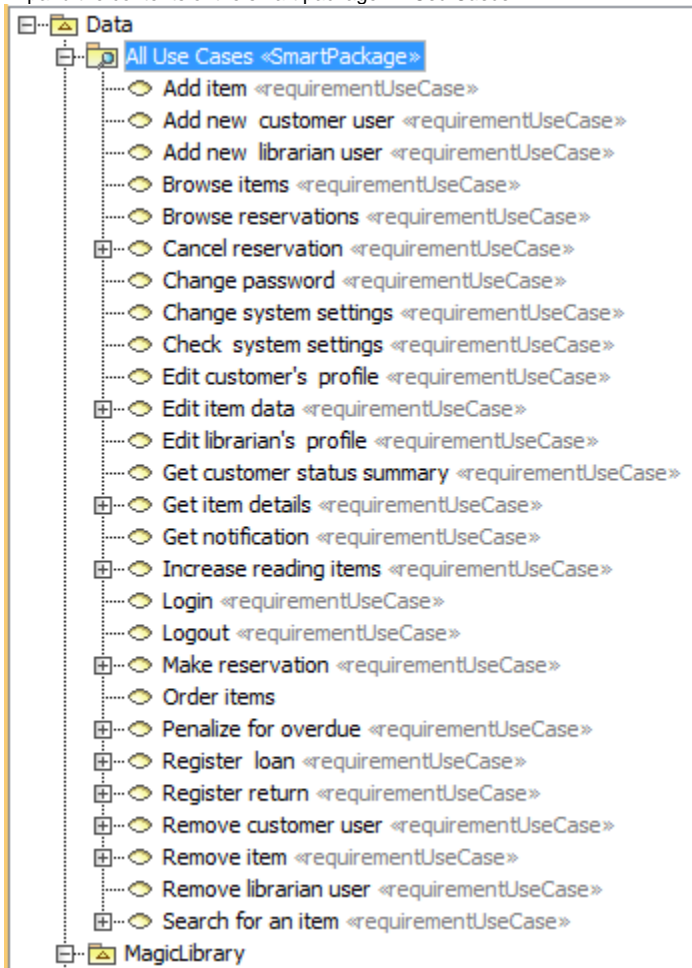 Data
All Use Cases «SmartPackage»
Add item «requirementUseCase»
Add new  customer user «requirementUseCase»
Add new  librarian user «requirementUseCase»
Browse items «requirementUseCase»
Browse reservations «requirementUseCase»
Cancel reservation «requirementUseCase»
Change password «requirementUseCase»
Change system settings «requirementUseCase»
Check  system settings «requirementUseCase»
Edit customer's  profile «requirementUseCase»
Edit item data «requirementUseCase»
Edit librarian's  profile «requirementUseCase»
Get customer status summary «requirementUseCase»
Get item details «requirementUseCase»
Get notification «requirementUseCase»
Increase reading items «requirementUseCase»
Login «requirementUseCase»
Logout «requirementUseCase»
Make reservation «requirementUseCase»
Order items
Penalize for overdue «requirementUseCase»
Register  loan «requirementUseCase»
Register return «requirementUseCase»
Remove customer user «requirementUseCase»
Remove item «requirementUseCase»
Remove librarian user «requirementUseCase»
Search for an item «requirementUseCase»
MagicLibrary